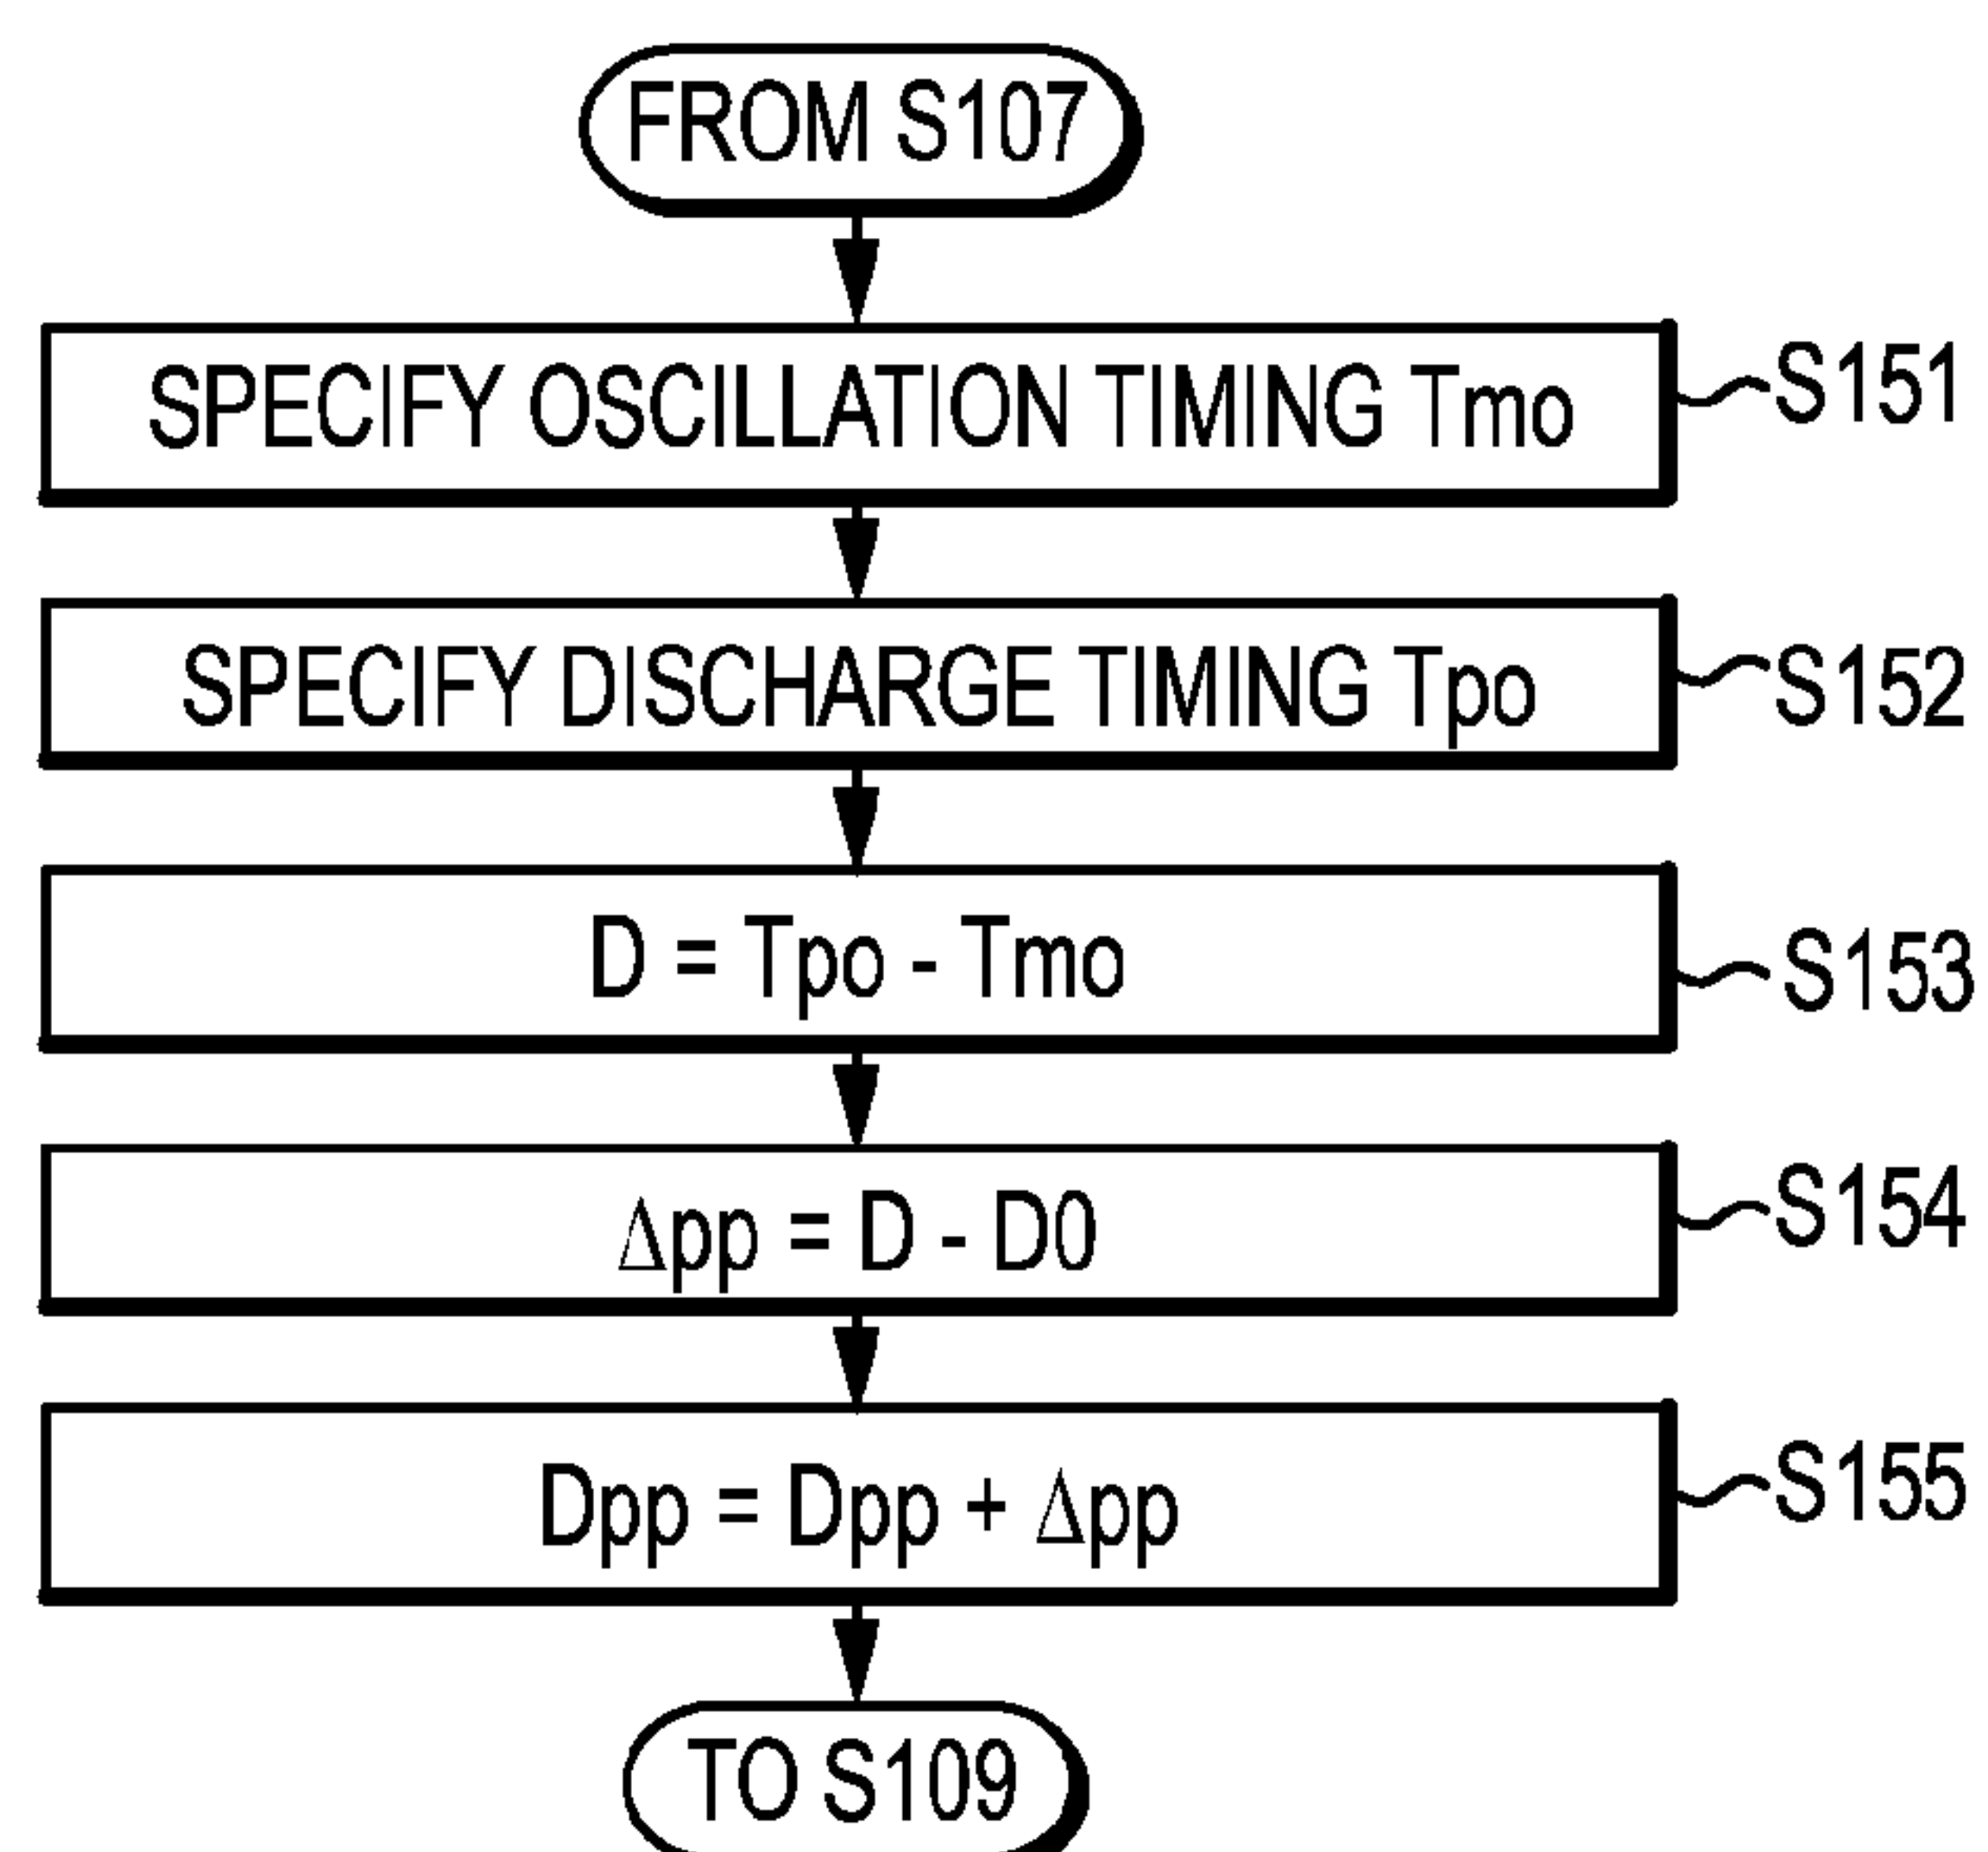 FROM S107
SPECIFY OSCILLATION TIMING Tmo
S151
SPECIFY DISCHARGE TIMING Tpo
S152
D = Tpo - Tmo
S153
Δpp = D - D0
S154
Dpp = Dpp + Δpp
S155
TO S109